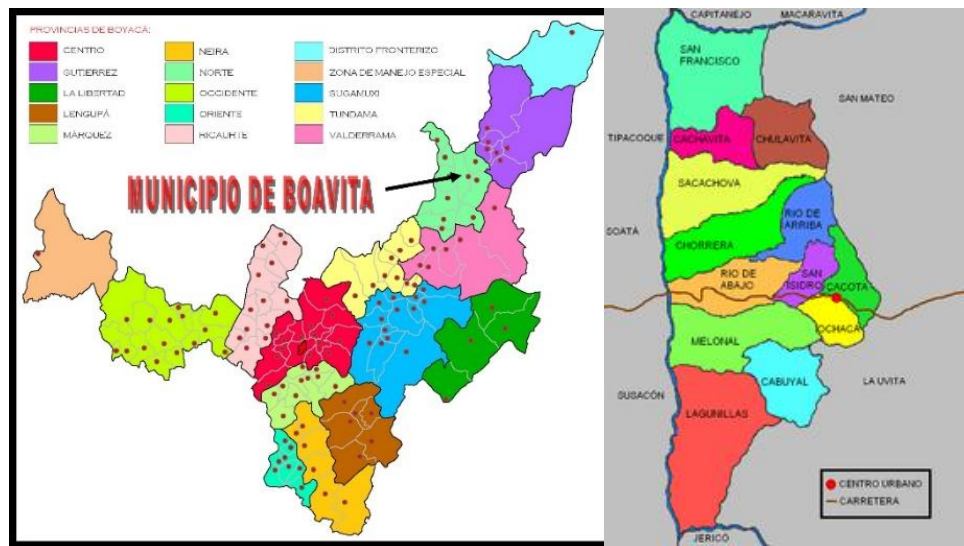 PROVINCIAS DE BOYACÁ:
CENTRO
GUTIERREZ
LA LIBERTAD
LENGUPÁ
MÁRQUEZ
NEIRA
NORTE
OCCIDENTE
ORIENTE
RICAURTE
DISTRITO FRONTERIZO
ZONA DE MANEJO ESPECIAL
SUGAMUXI
TUNDAMA
VALDERRAMA
MUNICIPIO DE BOAVITA
CAPITANEJO
MACARAVITA
SAN
FRANCISCO
SAN MATEO
TIPACOQUE
CACHAVITA
CHULAVITA
SACACHOVA
SOATÁ
RIO DE
ARRIBA
CHORRERA
RIO DE
ABAJO
SAN
ISIDRO
CACOTA
OCHACA
MELONAL
CABUYAL
LA UVITA
SUSACÓN
LAGUNILLAS
CENTRO URBANO
CARRETERA
JERICÓ